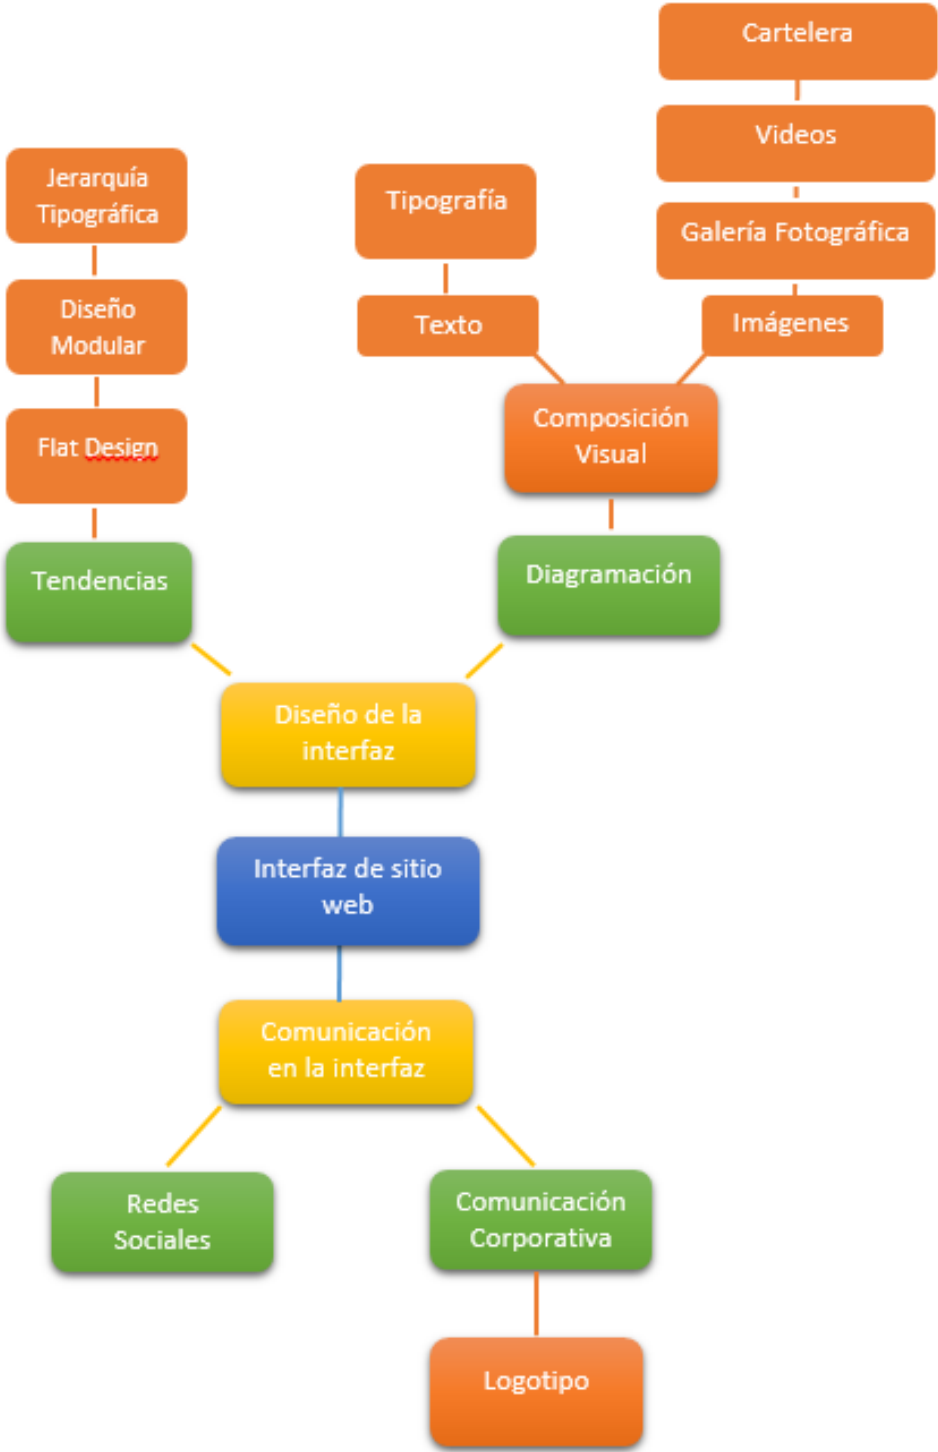 Cartelera
Videos
Jerarquía
Tipográfica
Tipografía
Galería Fotográfica
Diseño
Modular
Texto
Imágenes
Flat Design
Composición
Visual
Tendencias
Diagramación
Diseño de la
interfaz
Interfaz de sitio
web
Comunicación
en la interfaz
Redes
Sociales
Comunicación
Corporativa
Logotipo